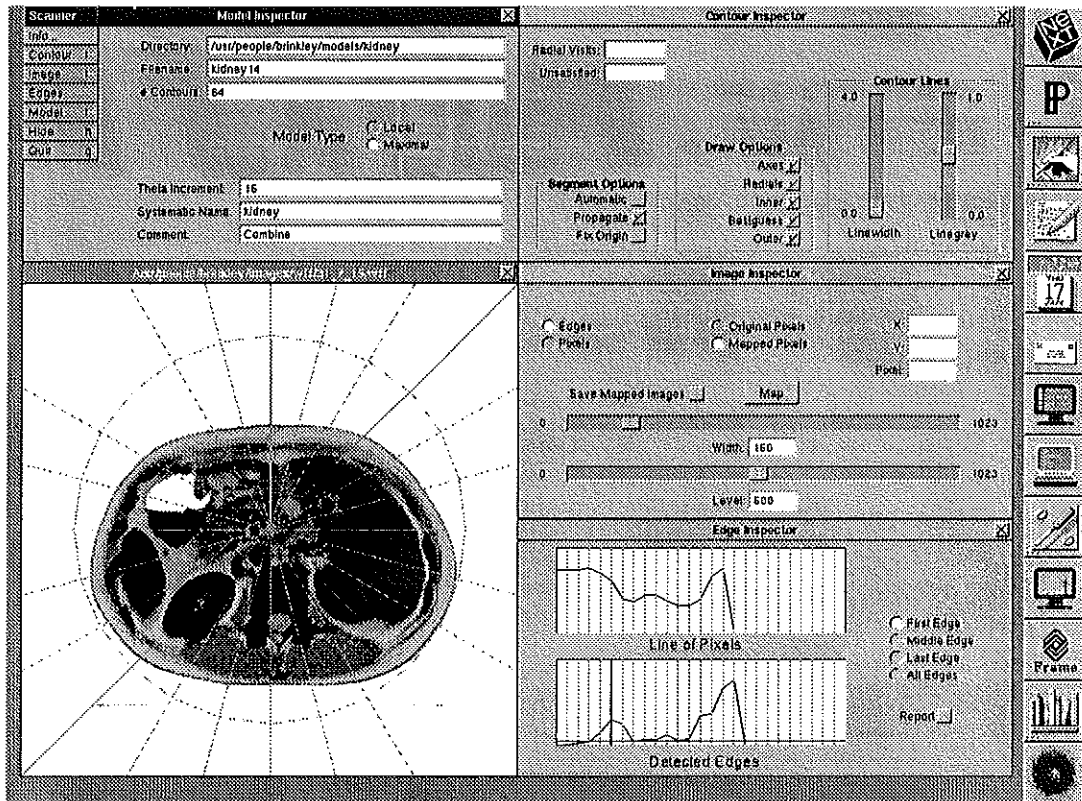 Scanner
Info...
Contour
Image i
Edges
Model
Hide h
Quit q
Model Inspector
Directory: /usr/people/brinkley/models/kidney
Filename: kidney14
# Contours: 64
Model Type
Local
Maximal
Theta Increment: 16
Systematic Name: kidney
Comment: Combine
Contour Inspector
Radial Visits:
Unsatisfied:
Segment Options
Automatic
Propagate
Fix Origin
Draw Options
Axes
Radials
Inner
Bestguess
Outer
Contour Lines
4.0 1.0
0.0 0.0
Linewidth Linegrey
Image Inspector
Edges
Pixels
Original Pixels
Mapped Pixels
X:
Y:
Pixel:
Save Mapped Images
Map
0 1023
Width: 160
0 1023
Level: 500
Edge Inspector
Line of Pixels
Detected Edges
First Edge
Middle Edge
Last Edge
All Edges
Report
NeXT
17
Frame